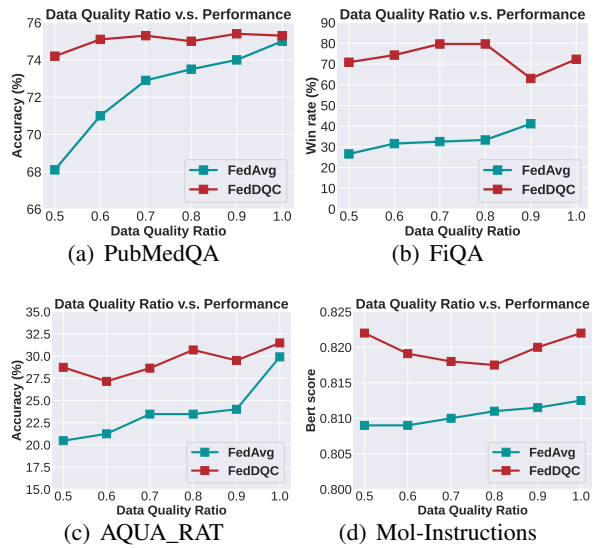 Data Quality Ratio v.s. Performance
Accuracy (%)
76
74
72
70
68
66
FedAvg
FedDQC
0.5 0.6 0.7 0.8 0.9 1.0
Data Quality Ratio
(a) PubMedQA
Data Quality Ratio v.s. Performance
Win rate (%)
90
80
70
60
50
40
30
20
10
0
FedAvg
FedDQC
0.5 0.6 0.7 0.8 0.9 1.0
Data Quality Ratio
(b) FiQA
Data Quality Ratio v.s. Performance
Accuracy (%)
35.0
32.5
30.0
27.5
25.0
22.5
20.0
17.5
15.0
FedAvg
FedDQC
0.5 0.6 0.7 0.8 0.9 1.0
Data Quality Ratio
(c) AQUA_RAT
Data Quality Ratio v.s. Performance
Bert score
0.825
0.820
0.815
0.810
0.805
0.800
FedAvg
FedDQC
0.5 0.6 0.7 0.8 0.9 1.0
Data Quality Ratio
(d) Mol-Instructions